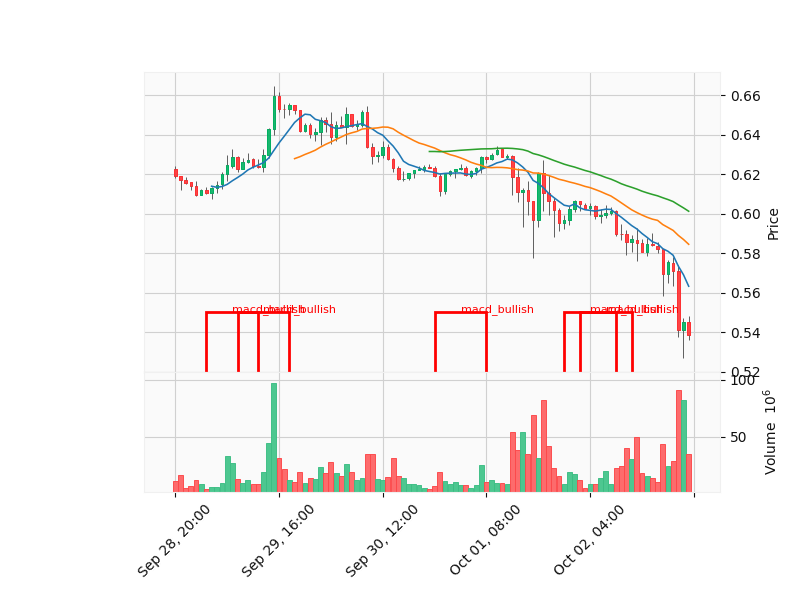 0.66
0.64
0.62
0.60
0.58
0.56
0.54
0.52
Price
macd_bullish
macd_bullish
macd_bullish
macd_bullish
macd_bullish
100
50
Volume 10^6
Sep 28, 20:00
Sep 29, 16:00
Sep 30, 12:00
Oct 01, 08:00
Oct 02, 04:00